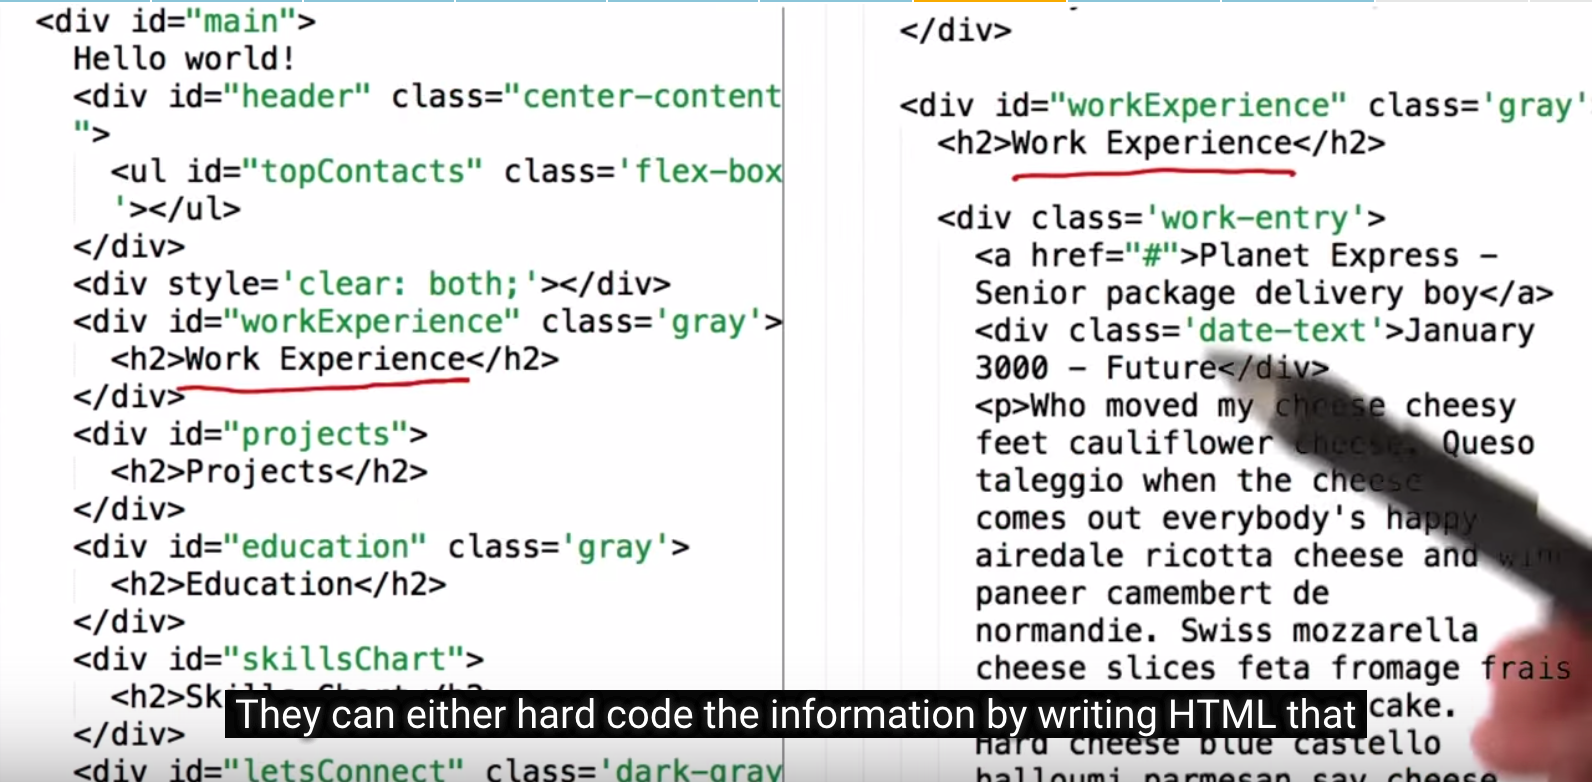 <div id="main">
Hello world!
<div id="header" class="center-content
">
<ul id="topContacts" class='flex-box
'></ul>
</div>
<div style='clear: both;'></div>
<div id="workExperience" class='gray'>
<h2>Work Experience</h2>
</div>
<div id="projects">
<h2>Projects</h2>
</div>
<div id="education" class='gray'>
<h2>Education</h2>
</div>
<div id="skillsChart">
<h2>Skills Chart</h2>
</div>
<div id="letsConnect" class='dark-gray
</div>
<div id="workExperience" class='gray'
<h2>Work Experience</h2>
<div class='work-entry'>
<a href="#">Planet Express -
Senior package delivery boy</a>
<div class='date-text'>January
3000 - Future</div>
<p>Who moved my cheese cheesy
feet cauliflower cheese. Queso
taleggio when the cheese
comes out everybody's happy
airedale ricotta cheese and
paneer camembert de
normandie. Swiss mozzarella
cheese slices feta fromage frais
cake.
Hard cheese blue castello
halloumi parmesan say cheese
They can either hard code the information by writing HTML that